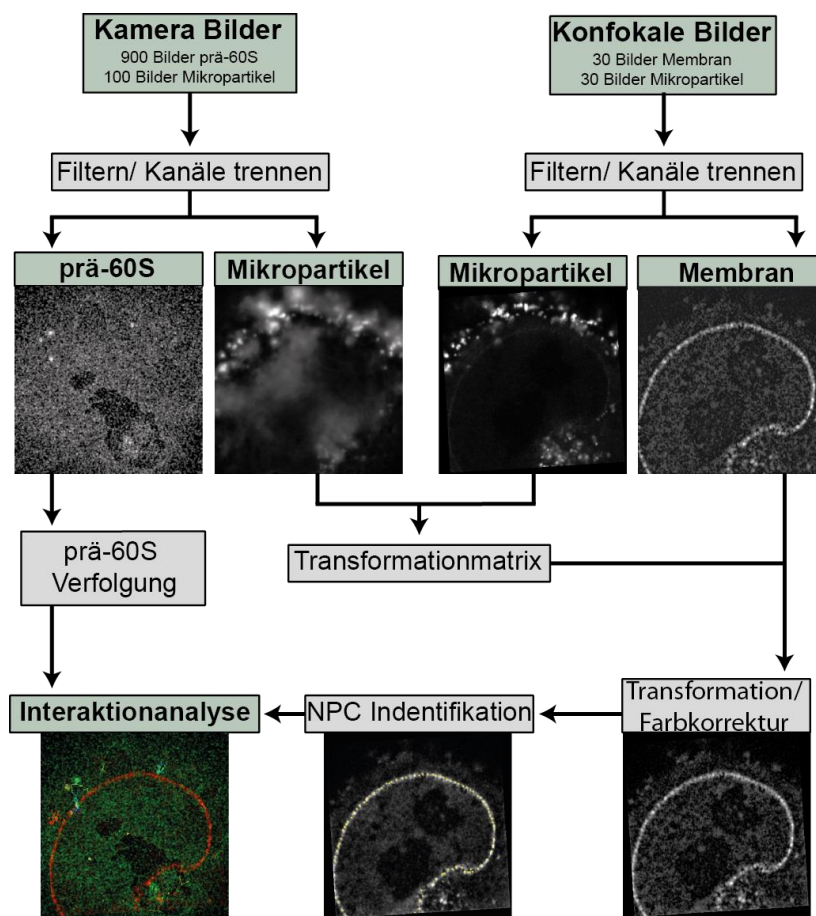 Kamera Bilder
900 Bilder prä-60S
100 Bilder Mikropartikel
Konfokale Bilder
30 Bilder Membran
30 Bilder Mikropartikel
Filtern/ Kanäle trennen
Filtern/ Kanäle trennen
prä-60S
Mikropartikel
Mikropartikel
Membran
prä-60S
Verfolgung
Transformationmatrix
Interaktionanalyse
NPC Indentifikation
Transformation/
Farbkorrektur